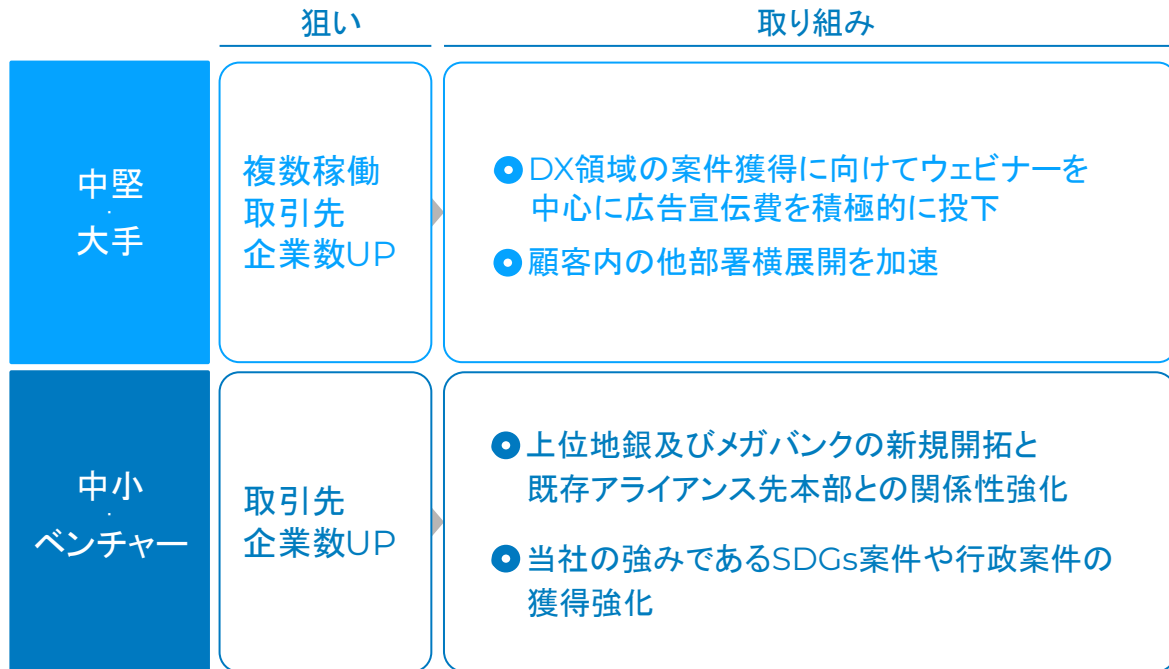 狙い
取り組み
中堅
・
大手
複数稼働
取引先
企業数UP
DX領域の案件獲得に向けてウェビナーを
中心に広告宣伝費を積極的に投下
顧客内の他部署横展開を加速
中小
・
ベンチャー
取引先
企業数UP
上位地銀及びメガバンクの新規開拓と
既存アライアンス先本部との関係性強化
当社の強みであるSDGs案件や行政案件の
獲得強化